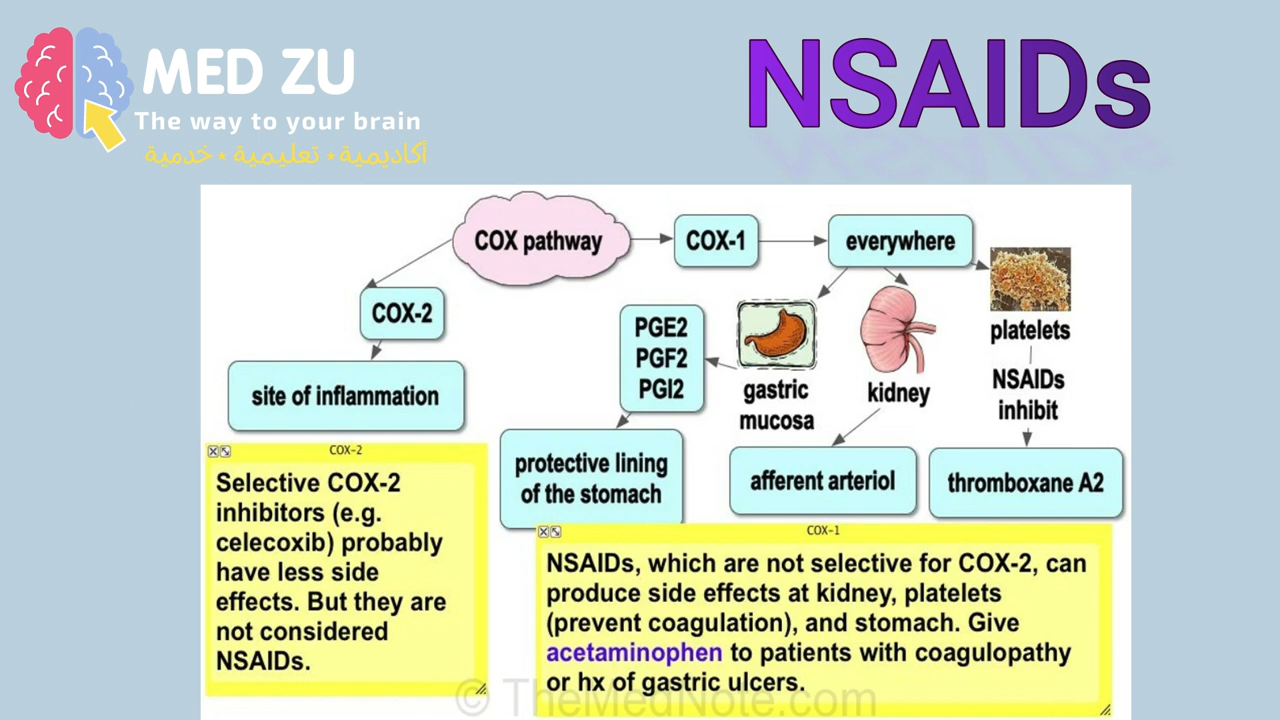 MED ZU
The way to your brain
أكاديمية • تعليمية • خدمية
NSAIDs
COX pathway
COX-1
everywhere
COX-2
site of inflammation
PGE2
PGF2
PGI2
gastric
mucosa
kidney
platelets
NSAIDs
inhibit
protective lining
of the stomach
afferent arteriol
thromboxane A2
COX-2
Selective COX-2
inhibitors (e.g.
celecoxib) probably
have less side
effects. But they are
not considered
NSAIDs.
COX-1
NSAIDs, which are not selective for COX-2, can
produce side effects at kidney, platelets
(prevent coagulation), and stomach. Give
acetaminophen to patients with coagulopathy
or hx of gastric ulcers.
© TheMedNote.com